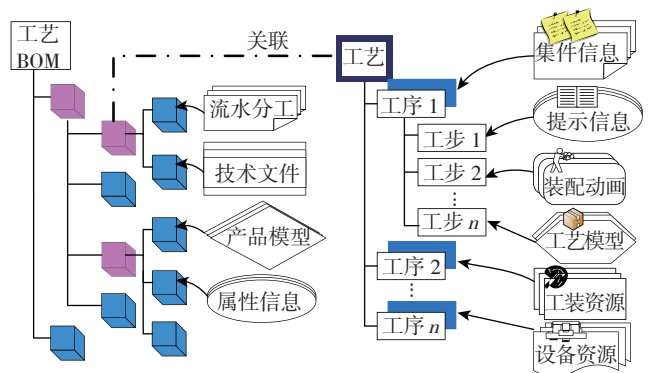 工艺
BOM
关联
流水分工
技术文件
产品模型
属性信息
工艺
工序 1
工步 1
工步 2
⋮
工步 n
工序 2
⋮
工序 n
集件信息
提示信息
装配动画
工艺模型
工装资源
设备资源